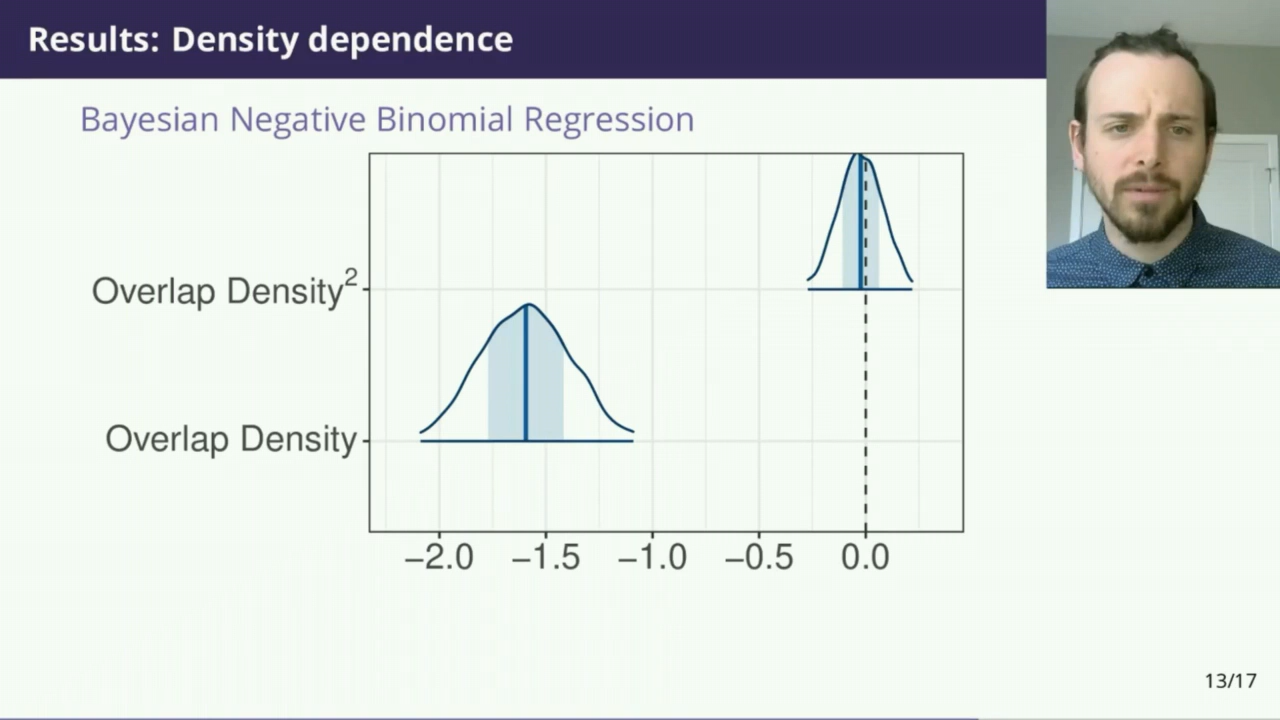 Results: Density dependence
Bayesian Negative Binomial Regression
Overlap Density²
Overlap Density
−2.0 −1.5 −1.0 −0.5 0.0
13/17